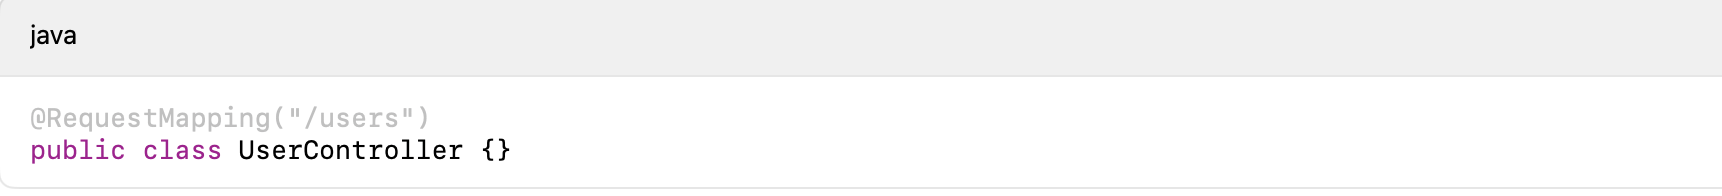 java
@RequestMapping("/users")
public class UserController {}